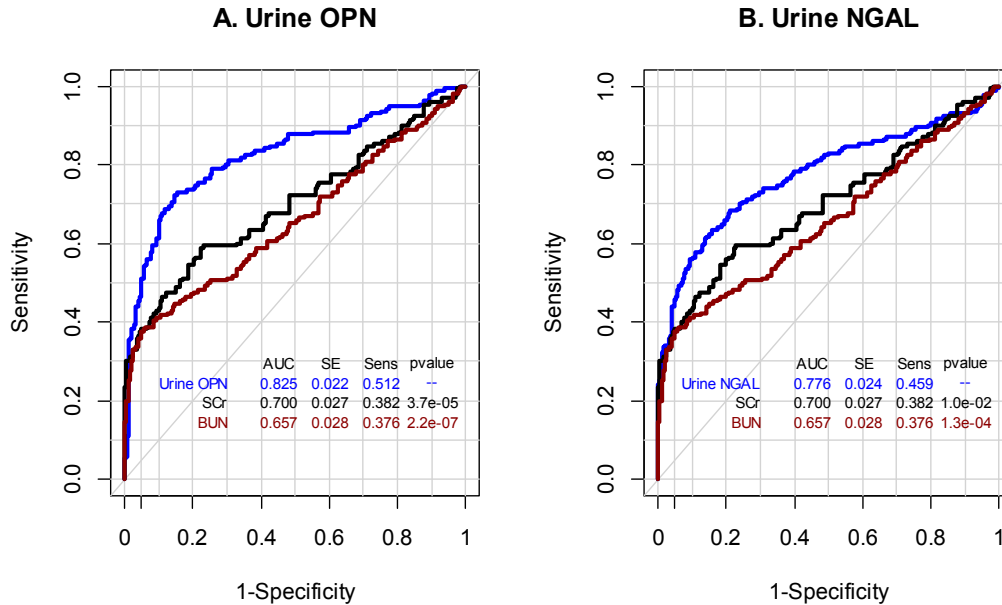 A. Urine OPN
Sensitivity
1.0
0.8
0.6
0.4
0.2
0.0
AUC SE Sens pvalue
Urine OPN 0.825 0.022 0.512 --
SCr 0.700 0.027 0.382 3.7e-05
BUN 0.657 0.028 0.376 2.2e-07
0 0.2 0.4 0.6 0.8 1
1-Specificity
B. Urine NGAL
Sensitivity
1.0
0.8
0.6
0.4
0.2
0.0
AUC SE Sens pvalue
Urine NGAL 0.776 0.024 0.459 --
SCr 0.700 0.027 0.382 1.0e-02
BUN 0.657 0.028 0.376 1.3e-04
0 0.2 0.4 0.6 0.8 1
1-Specificity